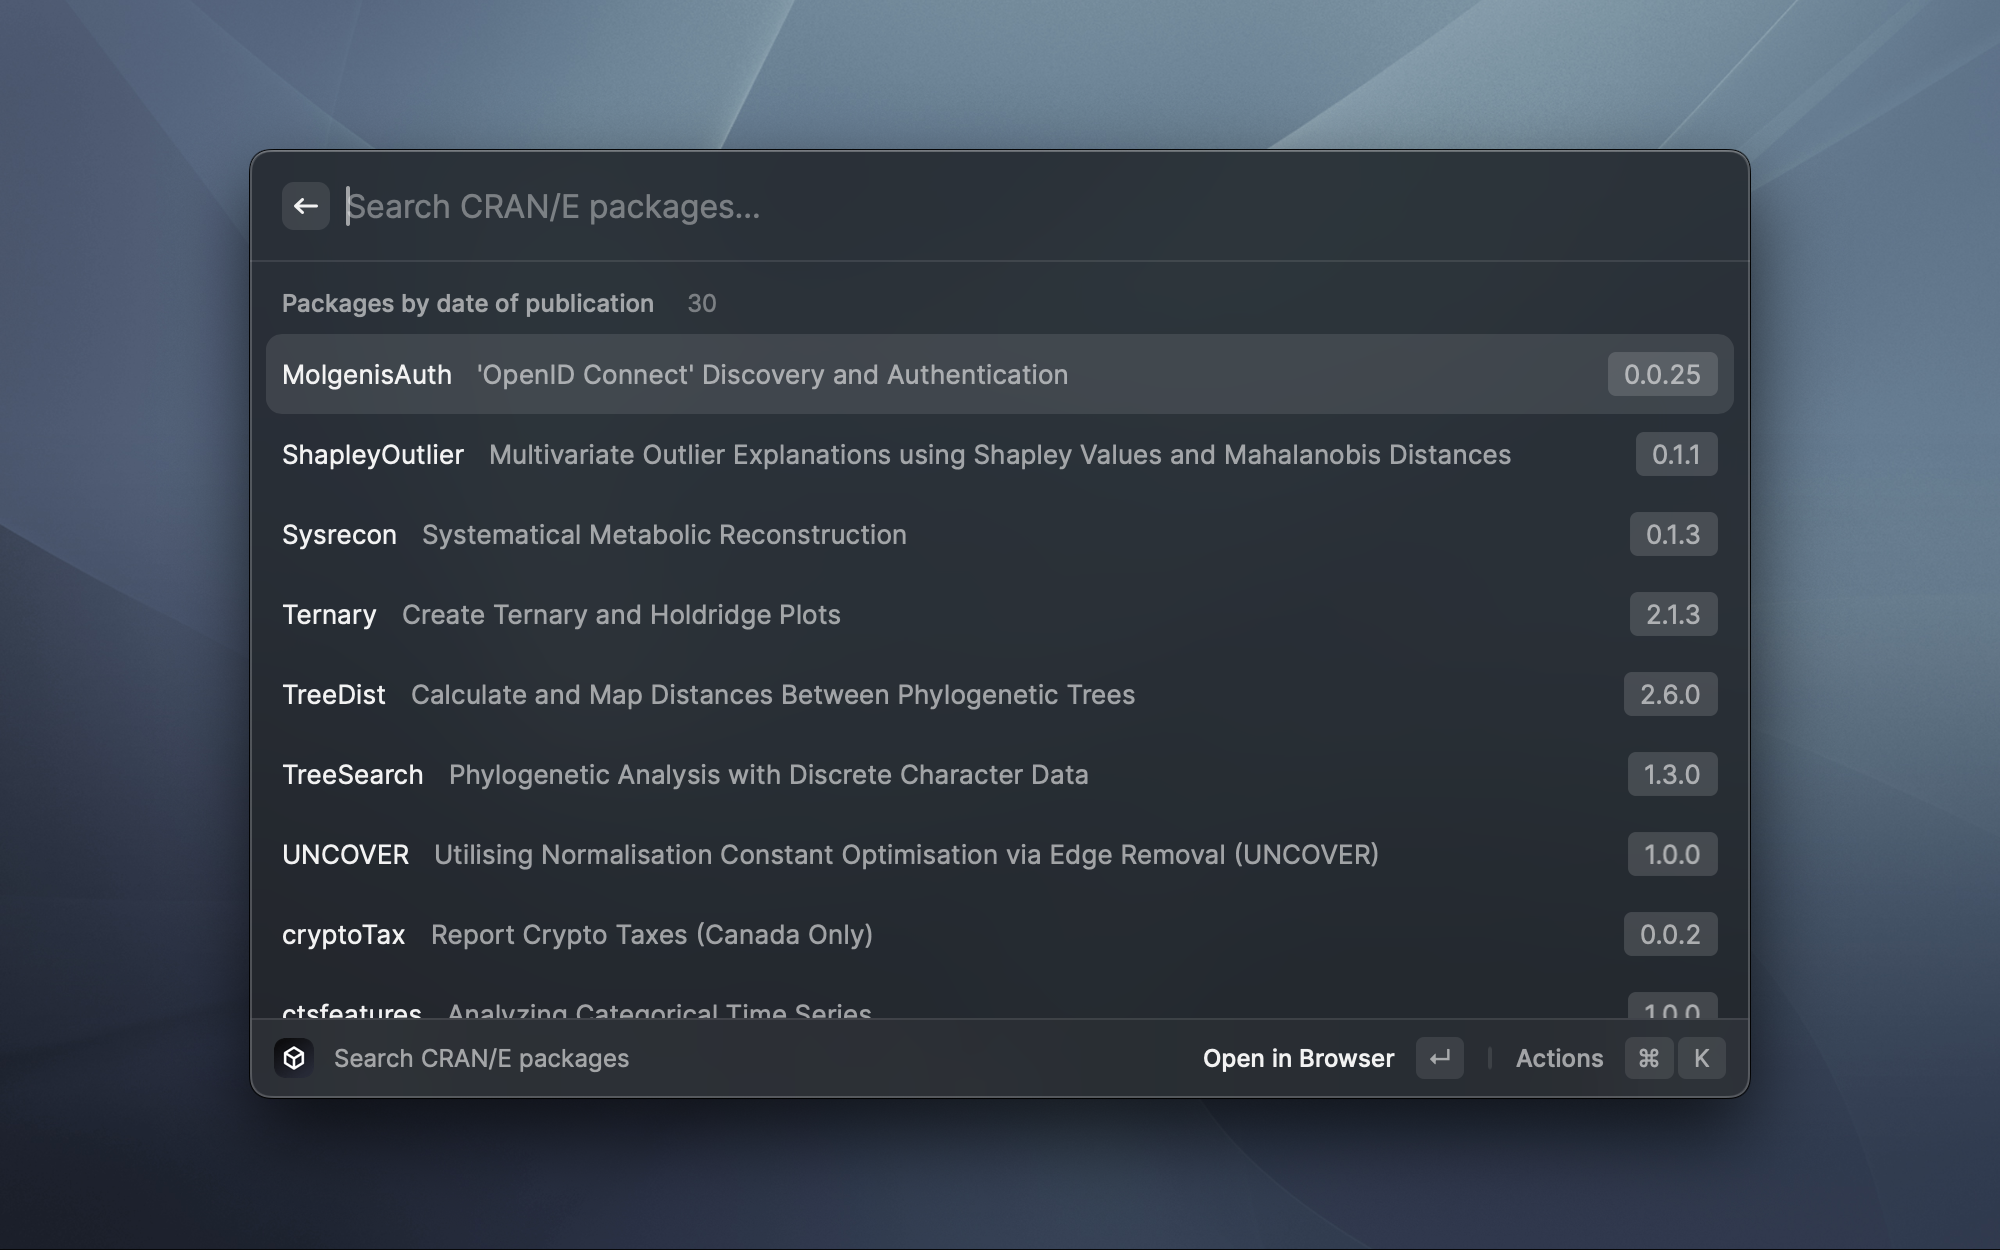 Search CRAN/E packages...
Packages by date of publication 30
MolgenisAuth 'OpenID Connect' Discovery and Authentication 0.0.25
ShapleyOutlier Multivariate Outlier Explanations using Shapley Values and Mahalanobis Distances 0.1.1
Sysrecon Systematical Metabolic Reconstruction 0.1.3
Ternary Create Ternary and Holdridge Plots 2.1.3
TreeDist Calculate and Map Distances Between Phylogenetic Trees 2.6.0
TreeSearch Phylogenetic Analysis with Discrete Character Data 1.3.0
UNCOVER Utilising Normalisation Constant Optimisation via Edge Removal (UNCOVER) 1.0.0
cryptoTax Report Crypto Taxes (Canada Only) 0.0.2
ctsfeatures Analyzing Categorical Time Series 1.0.0
Search CRAN/E packages Open in Browser ↵ Actions ⌘ K